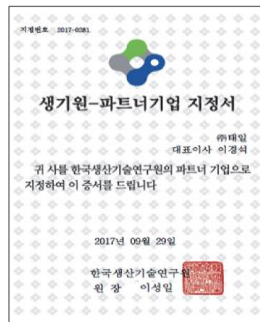 지정번호 2017-0281
생기원-파트너기업 지정서
㈜태일
대표이사 이경석
귀 사를 한국생산기술연구원의 파트너 기업으로
지정하여 이 증서를 드립니다
2017년 09월 29일
한국생산기술연구원
원 장 이성일